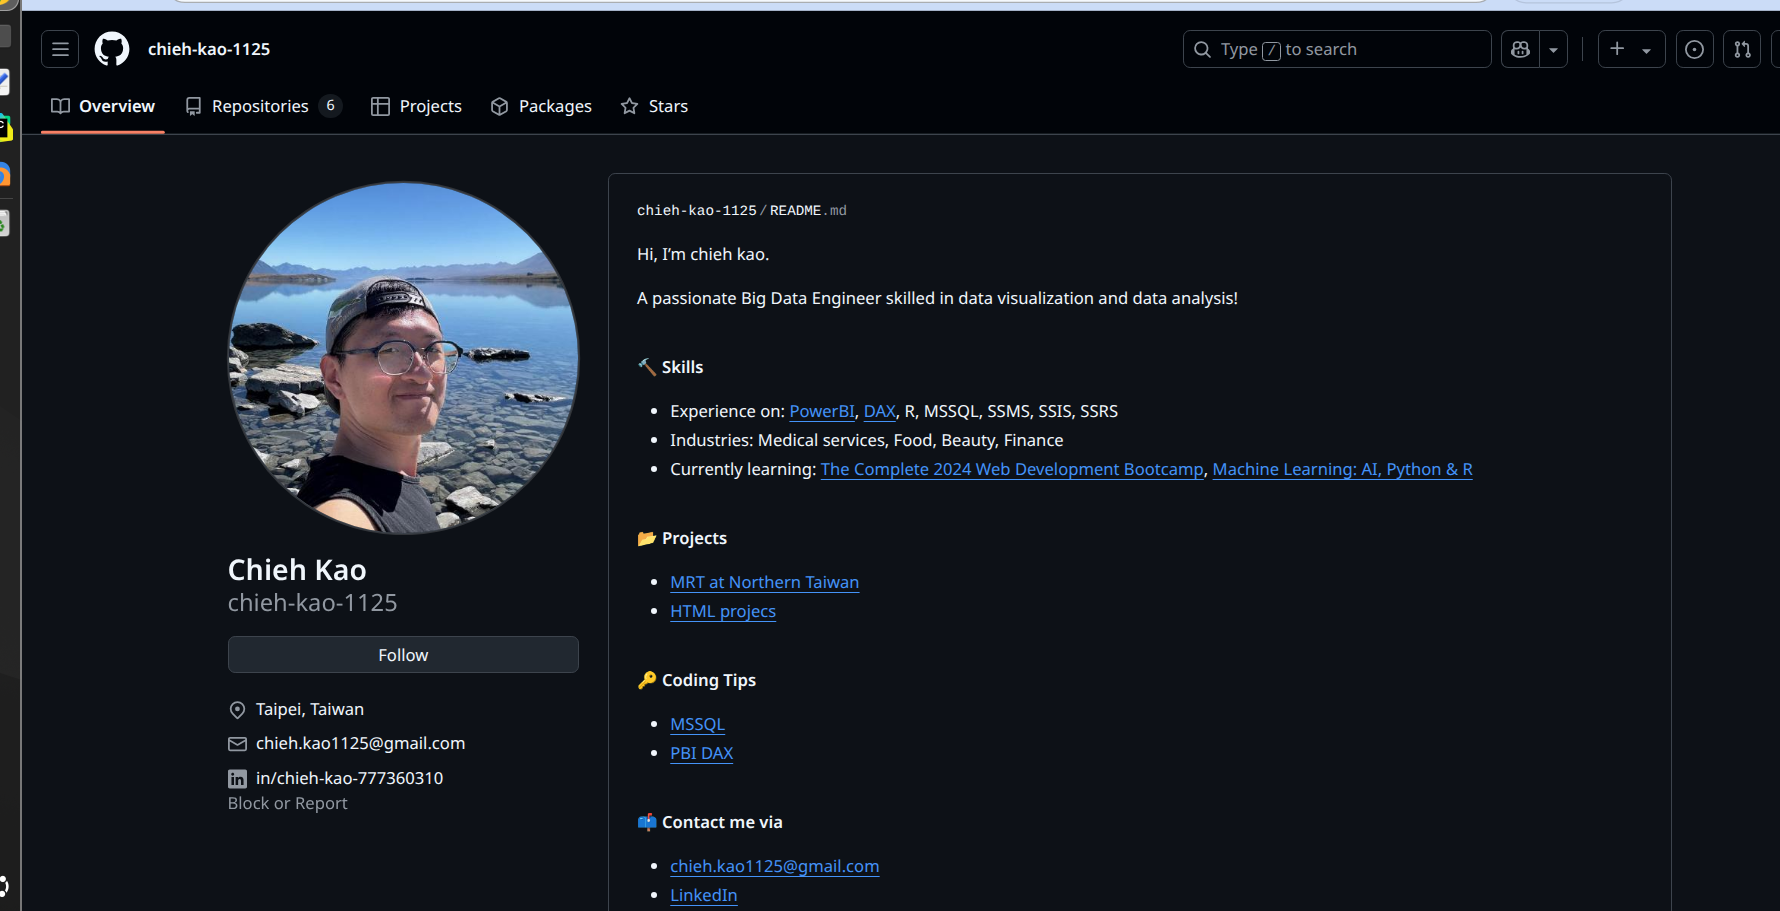 chieh-kao-1125
Type / to search
Overview
Repositories 6
Projects
Packages
Stars
chieh-kao-1125/README.md
Hi, I'm chieh kao.
A passionate Big Data Engineer skilled in data visualization and data analysis!
Skills
Experience on: PowerBI, DAX, R, MSSQL, SSMS, SSIS, SSRS
Industries: Medical services, Food, Beauty, Finance
Currently learning: The Complete 2024 Web Development Bootcamp, Machine Learning: AI, Python & R
Projects
MRT at Northern Taiwan
HTML projecs
Coding Tips
MSSQL
PBI DAX
Contact me via
chieh.kao1125@gmail.com
LinkedIn
Chieh Kao
chieh-kao-1125
Follow
Taipei, Taiwan
chieh.kao1125@gmail.com
in/chieh-kao-777360310
Block or Report